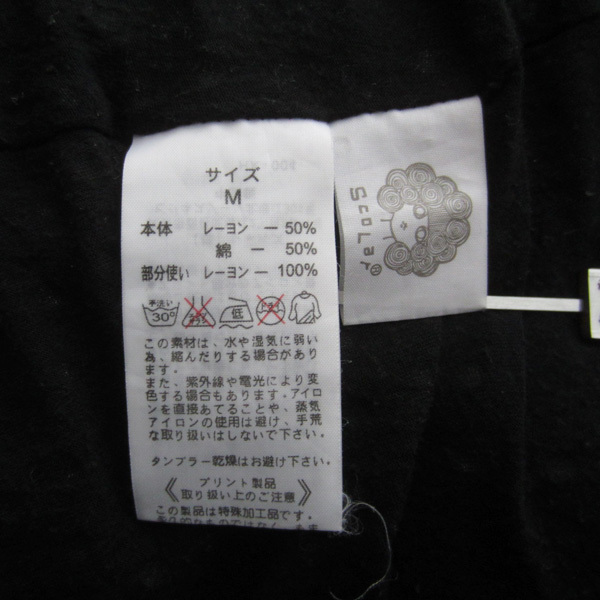 サイズ
M
本体 レーヨン — 50%
綿 — 50%
部分使い レーヨン — 100%
手洗イ 30° 低
この素材は、水や湿気に弱い
為、縮んだりする場合があり
ます。
また、紫外線や電光により変
色する場合もあります。アイロ
ンを直接あてることや、蒸気
アイロンの使用は避け、手荒
な取り扱いはしないで下さい。
タンブラー乾燥はお避け下さい。
《 プリント製品
取り扱い上のご注意 》
この製品は特殊加工品です。
ScoLar®